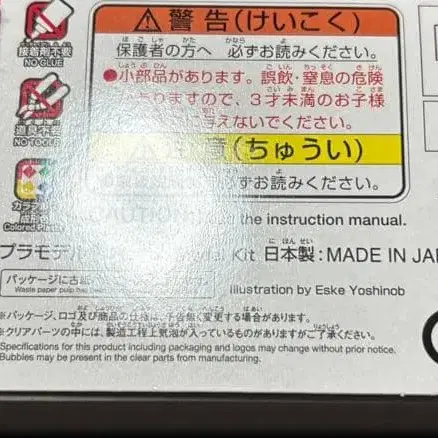 警告(けいこく)
接着剤不要
NO GLUE
保護者の方へ 必ずお読みください。
●小部品があります。誤飲・窒息の危険
ますので、3才未満のお子様
えないでください。
道具不要
NO TOOLS
(ちゅうい)
ずお読みください。
カラフル
成形色
Colored
the instruction manual.
プラモデル
Kit 日本製:MADE IN JA
パッケージに古紙
Waste paper pulp ha
illustration by Eske Yoshinob
※パッケージ、ロゴ及び商品の仕様は、予告無く変更する場合があります。
※クリアパーツの中には、製造工程上気泡が入っているものがありますがご了承ください。
Specifications for this product including packaging and logos may change without prior notice.
Bubbles may be present in the clear parts from manufacturing.